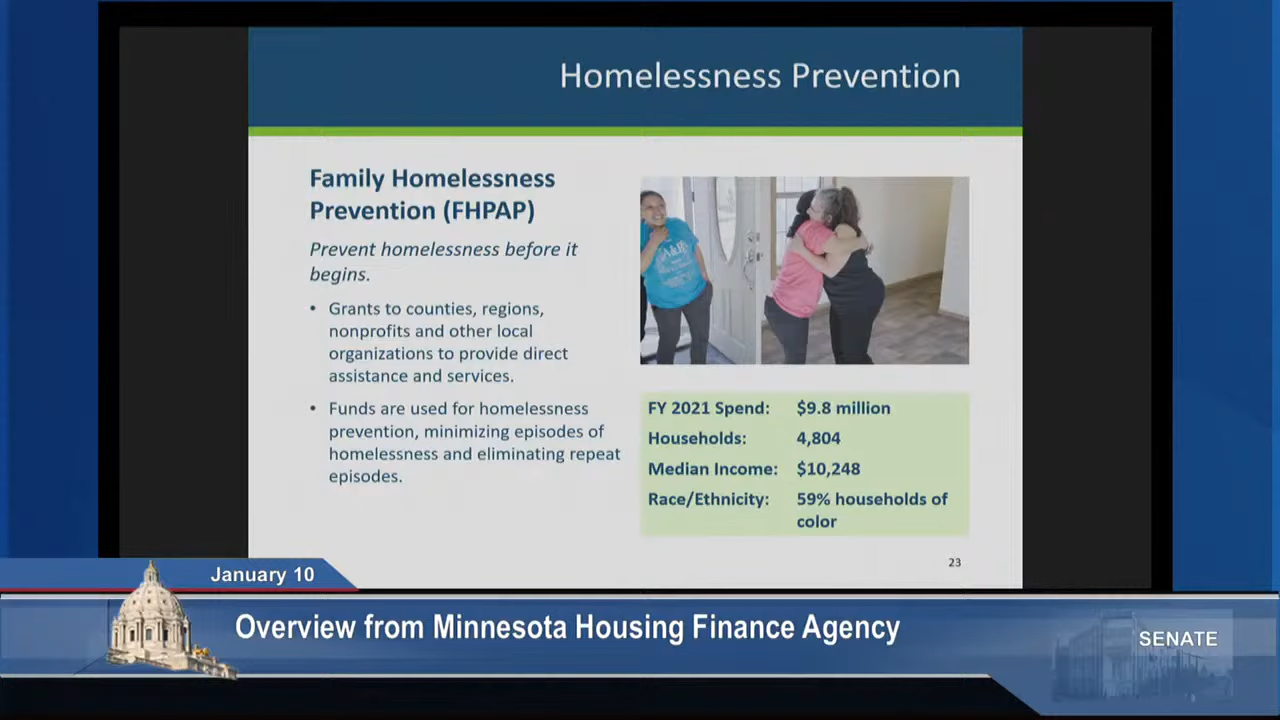 Homelessness Prevention
Family Homelessness
Prevention (FHPAP)
Prevent homelessness before it
begins.
• Grants to counties, regions,
nonprofits and other local
organizations to provide direct
assistance and services.
• Funds are used for homelessness
prevention, minimizing episodes of
homelessness and eliminating repeat
episodes.
FY 2021 Spend: $9.8 million
Households: 4,804
Median Income: $10,248
Race/Ethnicity: 59% households of
color
23
January 10
Overview from Minnesota Housing Finance Agency
SENATE